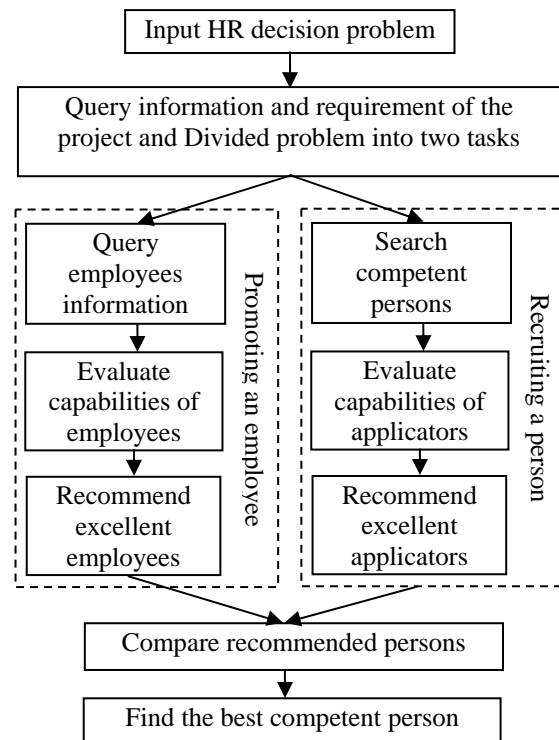 Input HR decision problem
Query information and requirement of the
project and Divided problem into two tasks
Query
employees
information
Evaluate
capabilities of
employees
Recommend
excellent
employees
Promoting an employee
Search
competent
persons
Evaluate
capabilities of
applicators
Recommend
excellent
applicators
Recruiting a person
Compare recommended persons
Find the best competent person